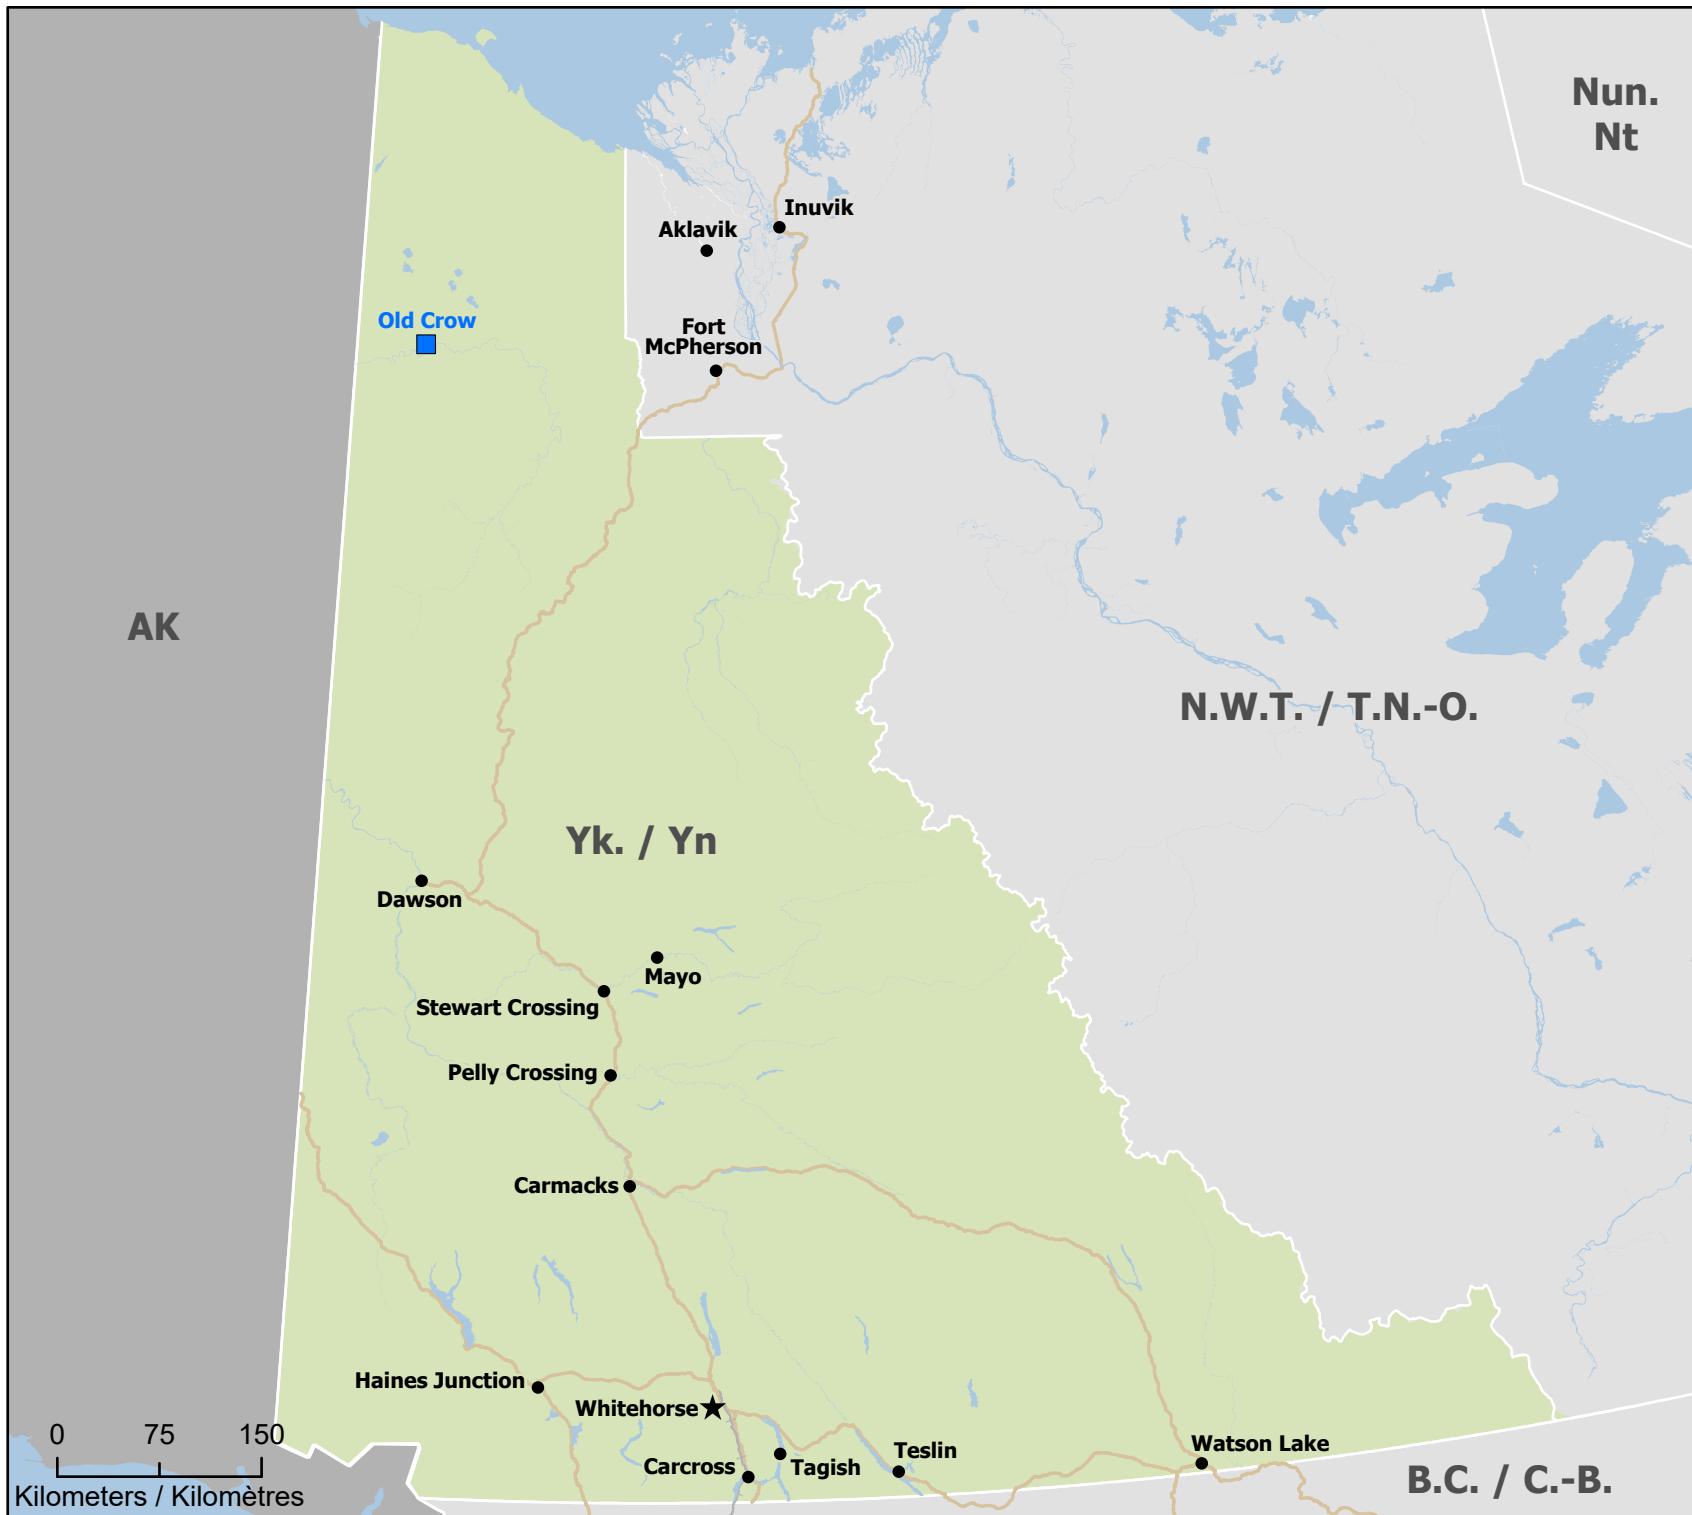 Nun.
Nt
Inuvik
Aklavik
Old Crow
Fort
McPherson
AK
N.W.T. / T.N.-O.
Yk. / Yn
Dawson
Mayo
Stewart Crossing
Pelly Crossing
Carmacks
Haines Junction
Whitehorse
0 75 150
Kilometers / Kilomètres
Carcross
Tagish
Teslin
Watson Lake
B.C. / C.-B.